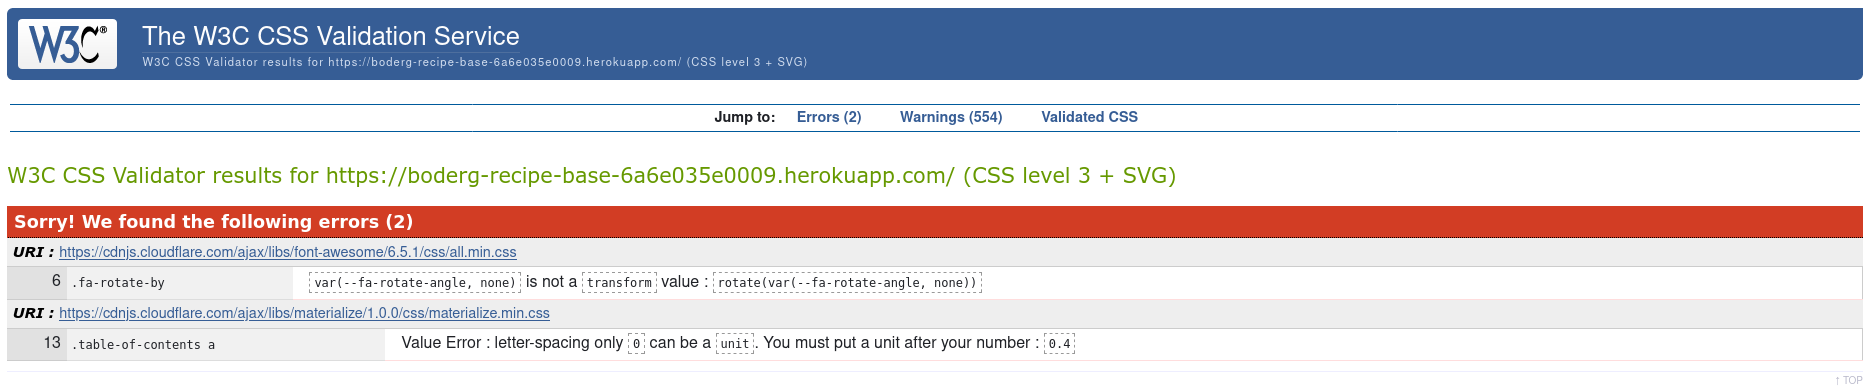 W3C®
The W3C CSS Validation Service
W3C CSS Validator results for https://boderg-recipe-base-6a6e035e0009.herokuapp.com/ (CSS level 3 + SVG)
Jump to: Errors (2) Warnings (554) Validated CSS
W3C CSS Validator results for https://boderg-recipe-base-6a6e035e0009.herokuapp.com/ (CSS level 3 + SVG)
Sorry! We found the following errors (2)
URI : https://cdnjs.cloudflare.com/ajax/libs/font-awesome/6.5.1/css/all.min.css
6 .fa-rotate-by var(--fa-rotate-angle, none) is not a transform value : rotate(var(--fa-rotate-angle, none))
URI : https://cdnjs.cloudflare.com/ajax/libs/materialize/1.0.0/css/materialize.min.css
13 .table-of-contents a Value Error : letter-spacing only 0 can be a unit. You must put a unit after your number : 0.4
↑ TOP